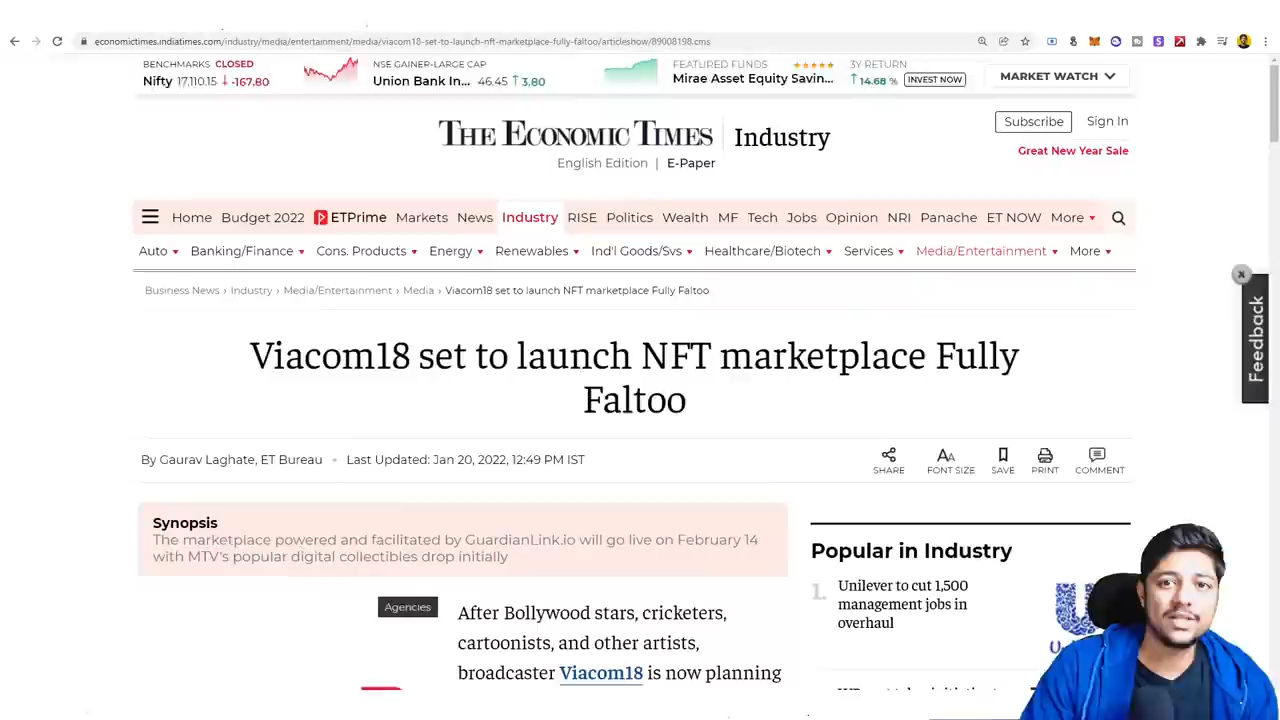 economictimes.indiatimes.com/industry/media/entertainment/media/viacom18-set-to-launch-nft-marketplace-fully-faltoo/articleshow/89008198.cms
BENCHMARKS CLOSED
Nifty 17,110.15 ↓ -167.80
NSE GAINER-LARGE CAP
Union Bank In... 46.45 ↑ 3.80
FEATURED FUNDS ★★★★★
Mirae Asset Equity Savin...
3Y RETURN
↑14.68 % INVEST NOW
MARKET WATCH
THE ECONOMIC TIMES | Industry
English Edition | E-Paper
Subscribe Sign In
Great New Year Sale
Home Budget 2022 ETPrime Markets News Industry RISE Politics Wealth MF Tech Jobs Opinion NRI Panache ET NOW More
Auto Banking/Finance Cons. Products Energy Renewables Ind'l Goods/Svs Healthcare/Biotech Services Media/Entertainment More
Business News › Industry › Media/Entertainment › Media › Viacom18 set to launch NFT marketplace Fully Faltoo
Feedback
Viacom18 set to launch NFT marketplace Fully
Faltoo
By Gaurav Laghate, ET Bureau • Last Updated: Jan 20, 2022, 12:49 PM IST
SHARE FONT SIZE SAVE PRINT COMMENT
Synopsis
The marketplace powered and facilitated by GuardianLink.io will go live on February 14
with MTV's popular digital collectibles drop initially
Agencies
After Bollywood stars, cricketers,
cartoonists, and other artists,
broadcaster Viacom18 is now planning
Popular in Industry
1. Unilever to cut 1,500
management jobs in
overhaul